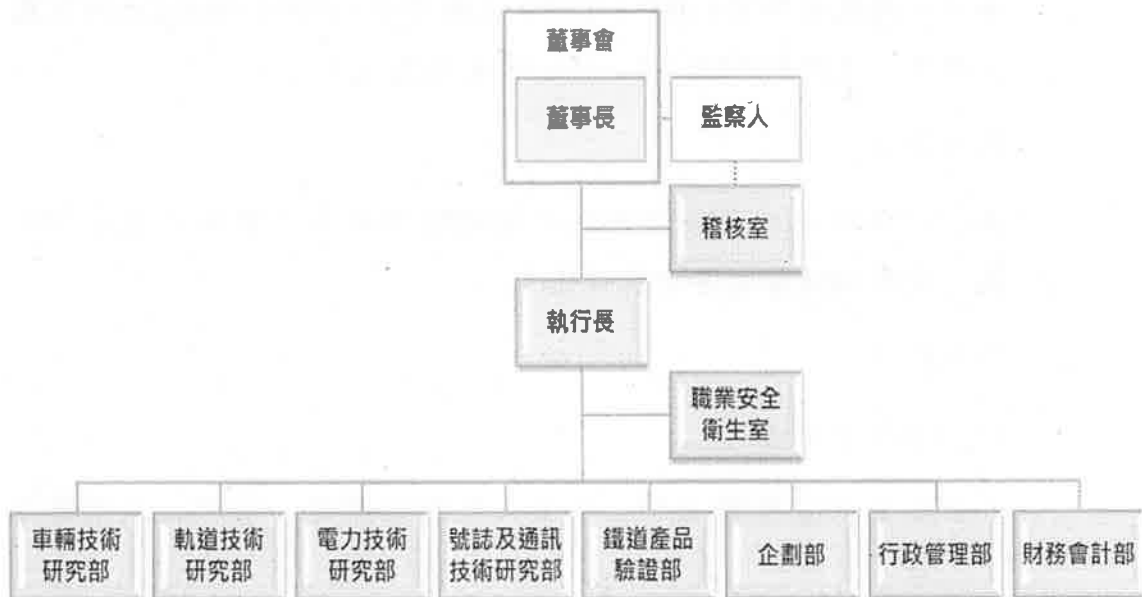 董事會
董事長
監察人
稽核室
執行長
職業安全
衛生室
車輛技術
研究部
軌道技術
研究部
電力技術
研究部
號誌及通訊
技術研究部
鐵道產品
驗證部
企劃部
行政管理部
財務會計部